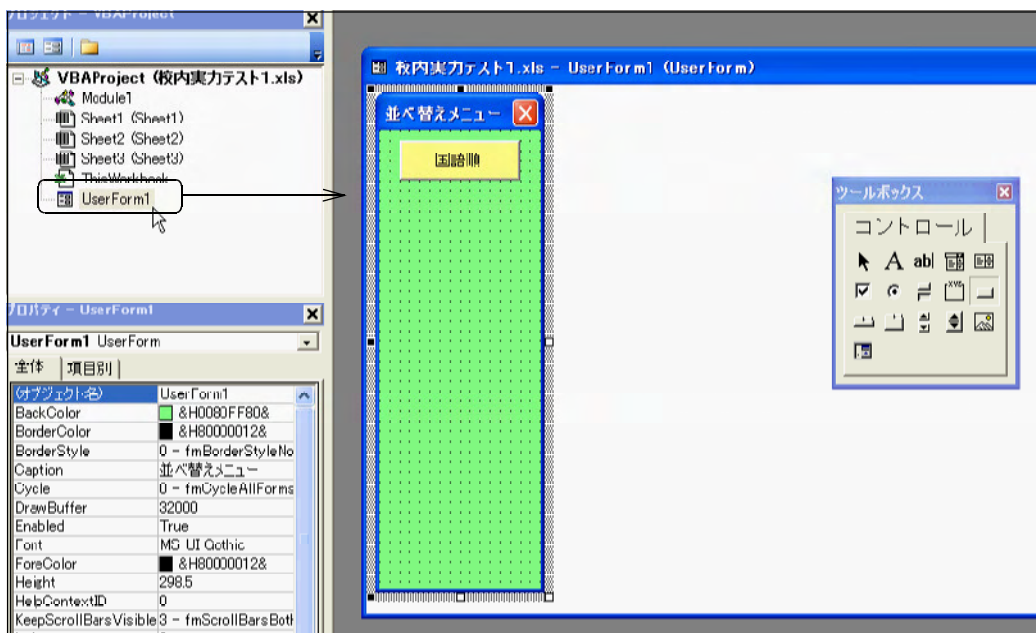 プロジェクト - VBAProject
VBAProject (校内実力テスト1.xls)
Module1
Sheet1 (Sheet1)
Sheet2 (Sheet2)
Sheet3 (Sheet3)
ThisWorkbook
UserForm1
プロパティ - UserForm1
UserForm1 UserForm
全体 項目別
(オブジェクト名) UserForm1
BackColor &H0080FF80&
BorderColor &H80000012&
BorderStyle 0 - fmBorderStyleNo
Caption 並べ替えメニュー
Cycle 0 - fmCycleAllForms
DrawBuffer 32000
Enabled True
Font MS UI Gothic
ForeColor &H80000012&
Height 298.5
HelpContextID 0
KeepScrollBarsVisible 3 - fmScrollBarsBoth
校内実力テスト1.xls - UserForm1 (UserForm)
並べ替えメニュー
国語順
ツールボックス
コントロール
A abl
XYZ